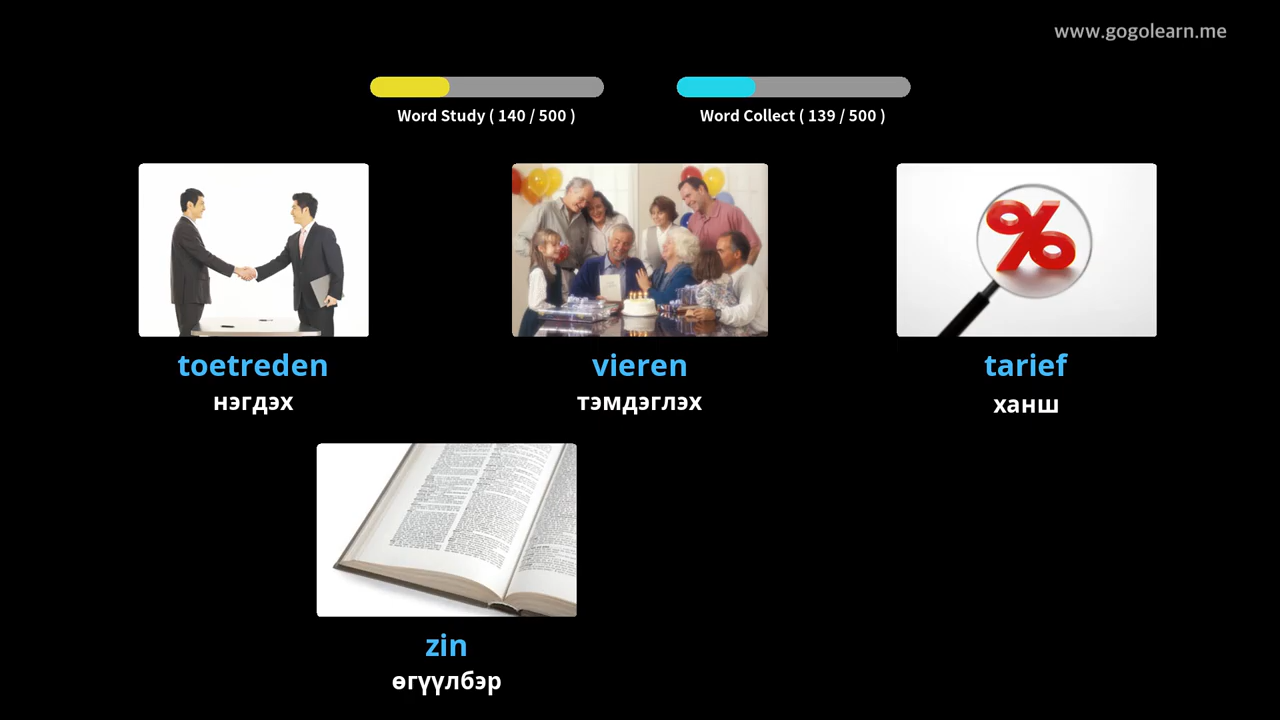 www.gogolearn.me
Word Study ( 140 / 500 )
Word Collect ( 139 / 500 )
%
toetreden
нэгдэх
vieren
тэмдэглэх
tarief
ханш
zin
өгүүлбэр